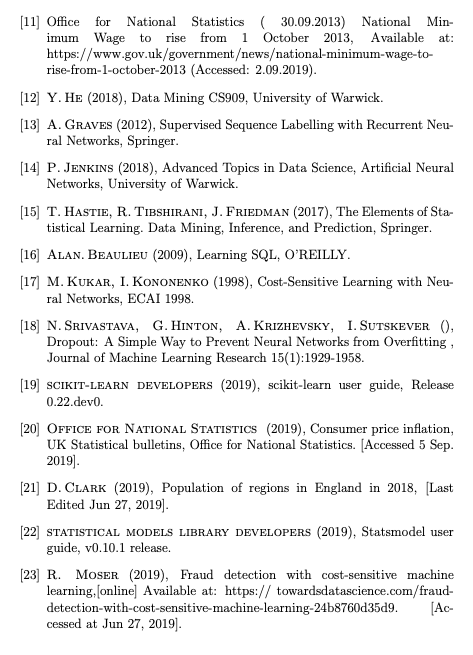 [11] Office for National Statistics ( 30.09.2013) National Min-
imum Wage to rise from 1 October 2013, Available at:
https://www.gov.uk/government/news/national-minimum-wage-to-
rise-from-1-october-2013 (Accessed: 2.09.2019).
[12] Y. HE (2018), Data Mining CS909, University of Warwick.
[13] A. GRAVES (2012), Supervised Sequence Labelling with Recurrent Neu-
ral Networks, Springer.
[14] P. JENKINS (2018), Advanced Topics in Data Science, Artificial Neural
Networks, University of Warwick.
[15] T. HASTIE, R. TIBSHIRANI, J. FRIEDMAN (2017), The Elements of Sta-
tistical Learning. Data Mining, Inference, and Prediction, Springer.
[16] ALAN. BEAULIEU (2009), Learning SQL, O'REILLY.
[17] M. KUKAR, I. KONONENKO (1998), Cost-Sensitive Learning with Neu-
ral Networks, ECAI 1998.
[18] N. SRIVASTAVA, G. HINTON, A. KRIZHEVSKY, I. SUTSKEVER (),
Dropout: A Simple Way to Prevent Neural Networks from Overfitting ,
Journal of Machine Learning Research 15(1):1929-1958.
[19] SCIKIT-LEARN DEVELOPERS (2019), scikit-learn user guide, Release
0.22.dev0.
[20] OFFICE FOR NATIONAL STATISTICS (2019), Consumer price inflation,
UK Statistical bulletins, Office for National Statistics. [Accessed 5 Sep.
2019].
[21] D. CLARK (2019), Population of regions in England in 2018, [Last
Edited Jun 27, 2019].
[22] STATISTICAL MODELS LIBRARY DEVELOPERS (2019), Statsmodel user
guide, v0.10.1 release.
[23] R. MOSER (2019), Fraud detection with cost-sensitive machine
learning,[online] Available at: https:// towardsdatascience.com/fraud-
detection-with-cost-sensitive-machine-learning-24b8760d35d9. [Ac-
cessed at Jun 27, 2019].